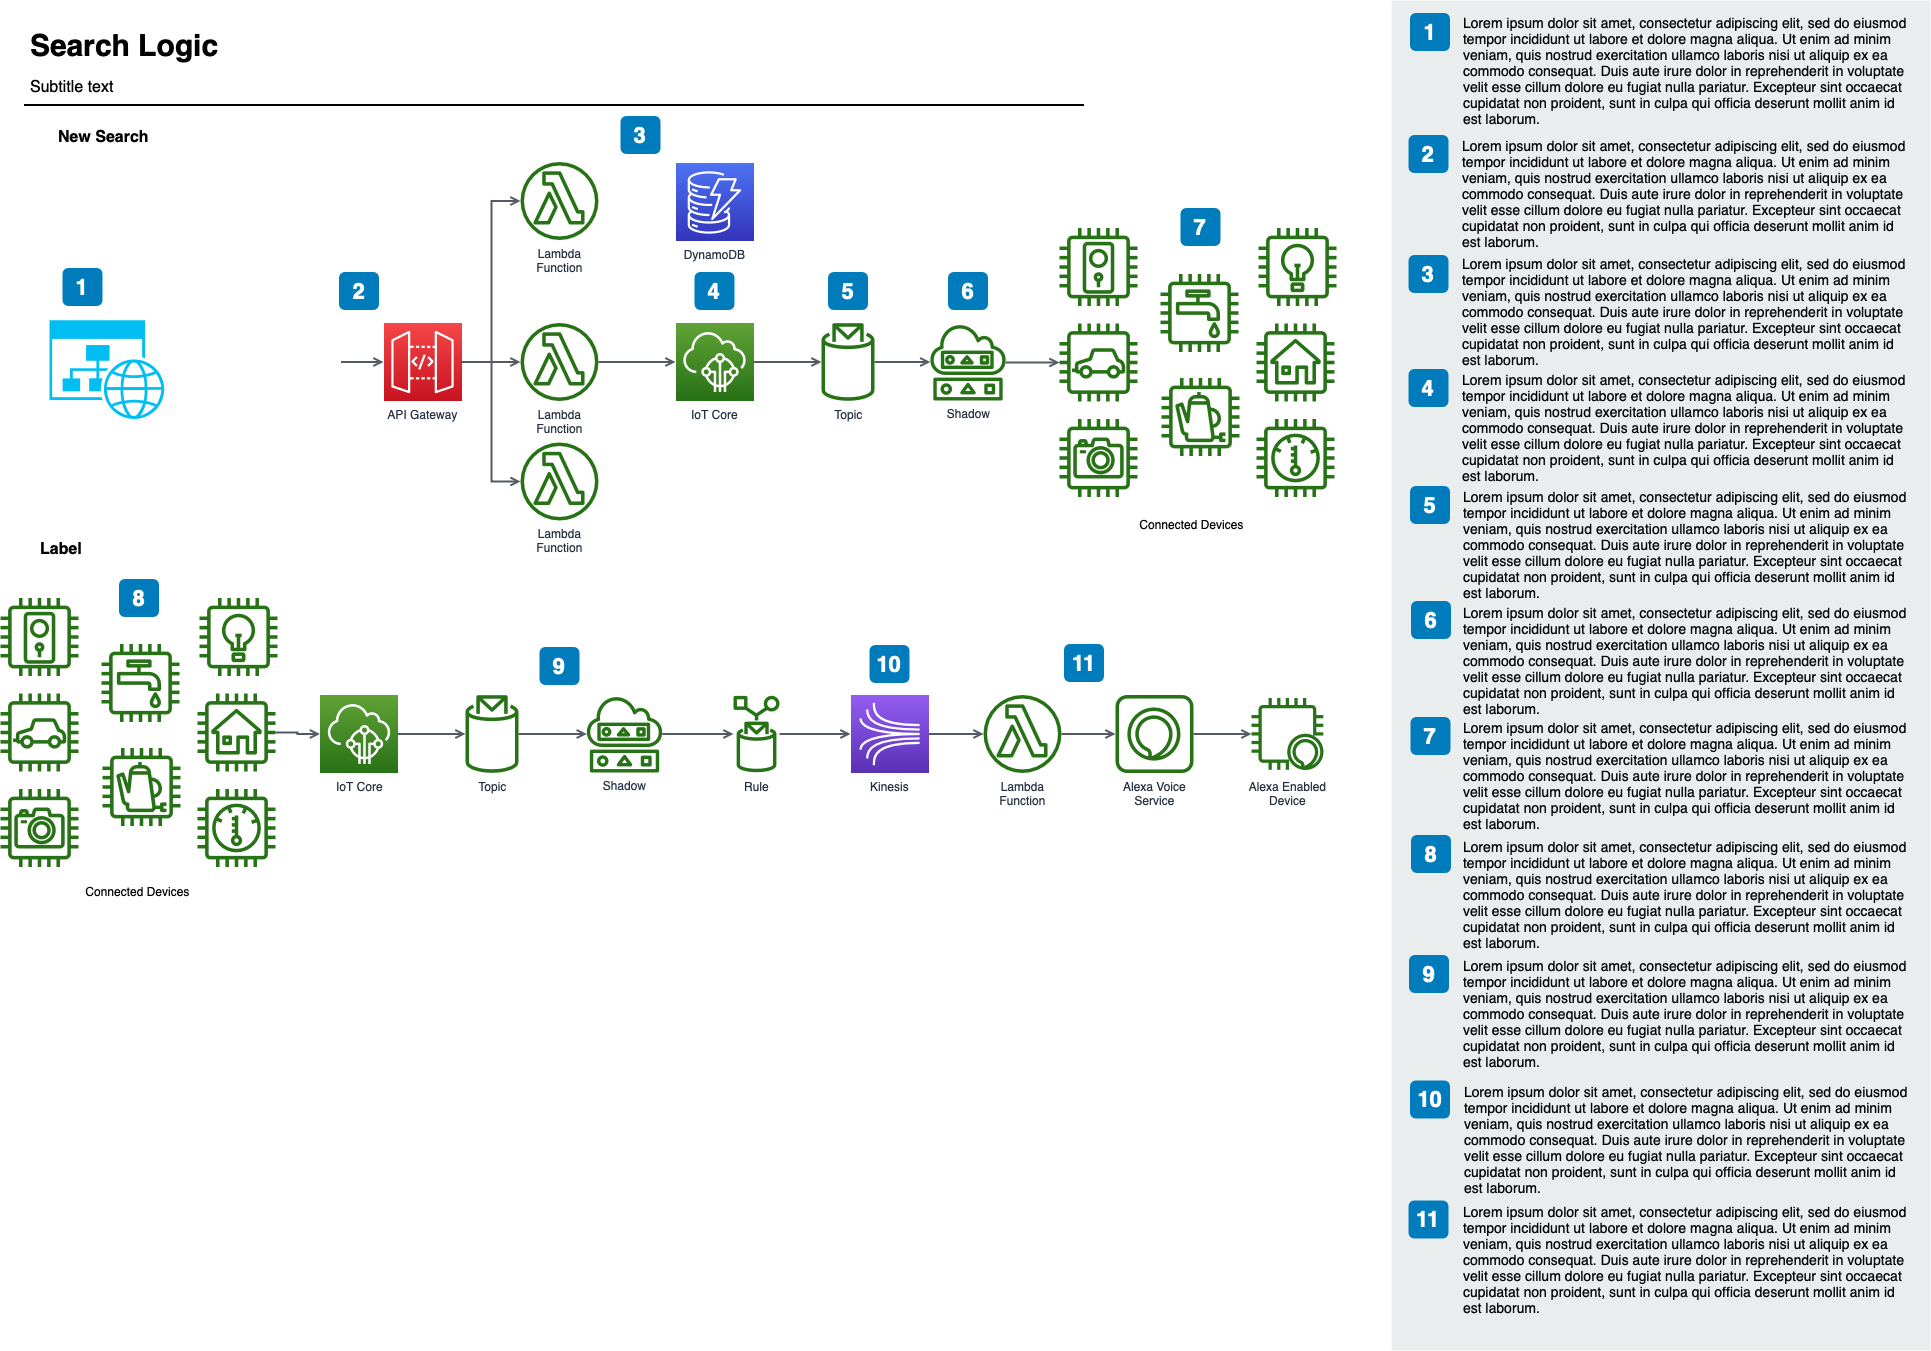 Search Logic
Subtitle text
New Search
3
Lambda
Function
DynamoDB
7
1
2
4
5
6
</>
API Gateway
Lambda
Function
IoT Core
Topic
Shadow
Lambda
Function
Connected Devices
Label
8
9
10
11
IoT Core
Topic
Shadow
Rule
Kinesis
Lambda
Function
Alexa Voice
Service
Alexa Enabled
Device
Connected Devices
1
Lorem ipsum dolor sit amet, consectetur adipiscing elit, sed do eiusmod
tempor incididunt ut labore et dolore magna aliqua. Ut enim ad minim
veniam, quis nostrud exercitation ullamco laboris nisi ut aliquip ex ea
commodo consequat. Duis aute irure dolor in reprehenderit in voluptate
velit esse cillum dolore eu fugiat nulla pariatur. Excepteur sint occaecat
cupidatat non proident, sunt in culpa qui officia deserunt mollit anim id
est laborum.
2
Lorem ipsum dolor sit amet, consectetur adipiscing elit, sed do eiusmod
tempor incididunt ut labore et dolore magna aliqua. Ut enim ad minim
veniam, quis nostrud exercitation ullamco laboris nisi ut aliquip ex ea
commodo consequat. Duis aute irure dolor in reprehenderit in voluptate
velit esse cillum dolore eu fugiat nulla pariatur. Excepteur sint occaecat
cupidatat non proident, sunt in culpa qui officia deserunt mollit anim id
est laborum.
3
Lorem ipsum dolor sit amet, consectetur adipiscing elit, sed do eiusmod
tempor incididunt ut labore et dolore magna aliqua. Ut enim ad minim
veniam, quis nostrud exercitation ullamco laboris nisi ut aliquip ex ea
commodo consequat. Duis aute irure dolor in reprehenderit in voluptate
velit esse cillum dolore eu fugiat nulla pariatur. Excepteur sint occaecat
cupidatat non proident, sunt in culpa qui officia deserunt mollit anim id
est laborum.
4
Lorem ipsum dolor sit amet, consectetur adipiscing elit, sed do eiusmod
tempor incididunt ut labore et dolore magna aliqua. Ut enim ad minim
veniam, quis nostrud exercitation ullamco laboris nisi ut aliquip ex ea
commodo consequat. Duis aute irure dolor in reprehenderit in voluptate
velit esse cillum dolore eu fugiat nulla pariatur. Excepteur sint occaecat
cupidatat non proident, sunt in culpa qui officia deserunt mollit anim id
est laborum.
5
Lorem ipsum dolor sit amet, consectetur adipiscing elit, sed do eiusmod
tempor incididunt ut labore et dolore magna aliqua. Ut enim ad minim
veniam, quis nostrud exercitation ullamco laboris nisi ut aliquip ex ea
commodo consequat. Duis aute irure dolor in reprehenderit in voluptate
velit esse cillum dolore eu fugiat nulla pariatur. Excepteur sint occaecat
cupidatat non proident, sunt in culpa qui officia deserunt mollit anim id
est laborum.
6
Lorem ipsum dolor sit amet, consectetur adipiscing elit, sed do eiusmod
tempor incididunt ut labore et dolore magna aliqua. Ut enim ad minim
veniam, quis nostrud exercitation ullamco laboris nisi ut aliquip ex ea
commodo consequat. Duis aute irure dolor in reprehenderit in voluptate
velit esse cillum dolore eu fugiat nulla pariatur. Excepteur sint occaecat
cupidatat non proident, sunt in culpa qui officia deserunt mollit anim id
est laborum.
7
Lorem ipsum dolor sit amet, consectetur adipiscing elit, sed do eiusmod
tempor incididunt ut labore et dolore magna aliqua. Ut enim ad minim
veniam, quis nostrud exercitation ullamco laboris nisi ut aliquip ex ea
commodo consequat. Duis aute irure dolor in reprehenderit in voluptate
velit esse cillum dolore eu fugiat nulla pariatur. Excepteur sint occaecat
cupidatat non proident, sunt in culpa qui officia deserunt mollit anim id
est laborum.
8
Lorem ipsum dolor sit amet, consectetur adipiscing elit, sed do eiusmod
tempor incididunt ut labore et dolore magna aliqua. Ut enim ad minim
veniam, quis nostrud exercitation ullamco laboris nisi ut aliquip ex ea
commodo consequat. Duis aute irure dolor in reprehenderit in voluptate
velit esse cillum dolore eu fugiat nulla pariatur. Excepteur sint occaecat
cupidatat non proident, sunt in culpa qui officia deserunt mollit anim id
est laborum.
9
Lorem ipsum dolor sit amet, consectetur adipiscing elit, sed do eiusmod
tempor incididunt ut labore et dolore magna aliqua. Ut enim ad minim
veniam, quis nostrud exercitation ullamco laboris nisi ut aliquip ex ea
commodo consequat. Duis aute irure dolor in reprehenderit in voluptate
velit esse cillum dolore eu fugiat nulla pariatur. Excepteur sint occaecat
cupidatat non proident, sunt in culpa qui officia deserunt mollit anim id
est laborum.
10
Lorem ipsum dolor sit amet, consectetur adipiscing elit, sed do eiusmod
tempor incididunt ut labore et dolore magna aliqua. Ut enim ad minim
veniam, quis nostrud exercitation ullamco laboris nisi ut aliquip ex ea
commodo consequat. Duis aute irure dolor in reprehenderit in voluptate
velit esse cillum dolore eu fugiat nulla pariatur. Excepteur sint occaecat
cupidatat non proident, sunt in culpa qui officia deserunt mollit anim id
est laborum.
11
Lorem ipsum dolor sit amet, consectetur adipiscing elit, sed do eiusmod
tempor incididunt ut labore et dolore magna aliqua. Ut enim ad minim
veniam, quis nostrud exercitation ullamco laboris nisi ut aliquip ex ea
commodo consequat. Duis aute irure dolor in reprehenderit in voluptate
velit esse cillum dolore eu fugiat nulla pariatur. Excepteur sint occaecat
cupidatat non proident, sunt in culpa qui officia deserunt mollit anim id
est laborum.